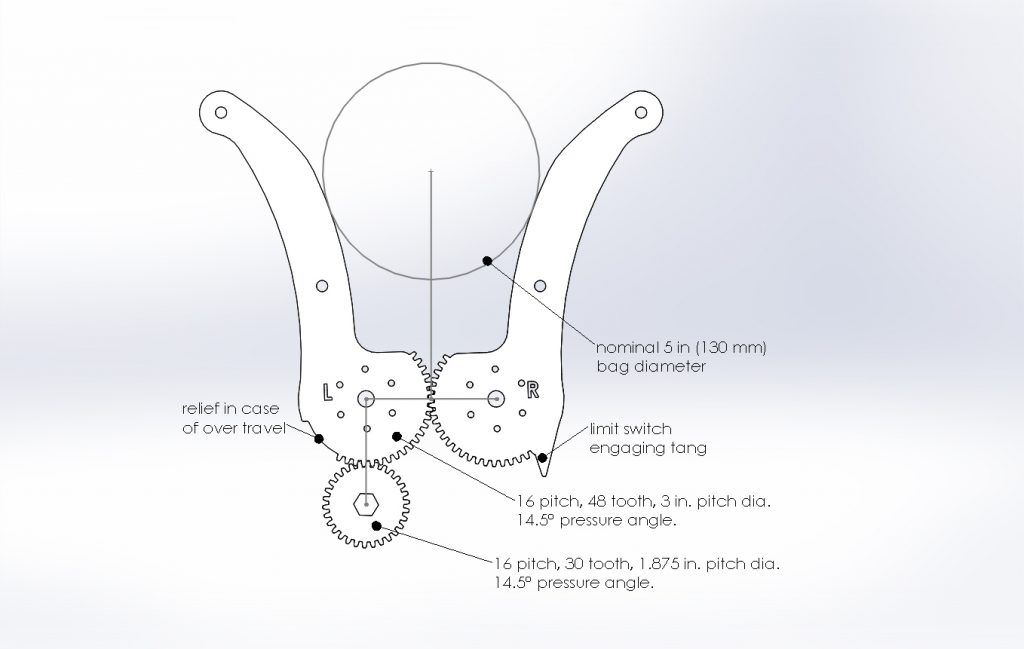 nominal 5 in (130 mm)
bag diameter
L
R
relief in case
of over travel
limit switch
engaging tang
16 pitch, 48 tooth, 3 in. pitch dia.
14.5° pressure angle.
16 pitch, 30 tooth, 1.875 in. pitch dia.
14.5° pressure angle.